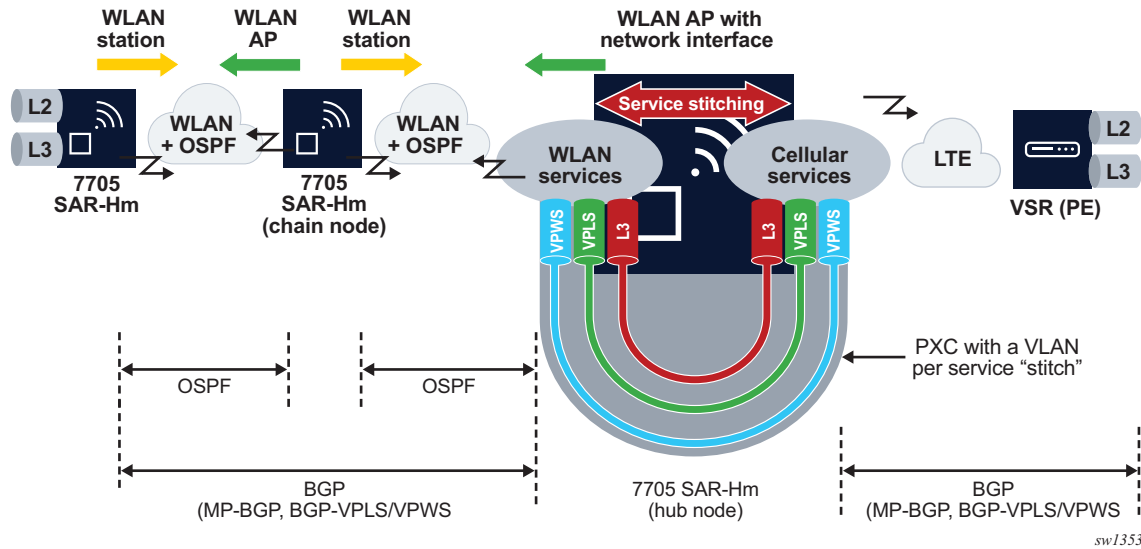 WLAN
station
WLAN
AP
WLAN
station
WLAN AP with
network interface
Service stitching
L2
L3
WLAN
+ OSPF
WLAN
+ OSPF
WLAN
services
Cellular
services
LTE
L2
L3
7705
SAR-Hm
7705
SAR-Hm
(chain node)
VSR (PE)
VPWS
VPLS
L3
L3
VPLS
VPWS
PXC with a VLAN
per service “stitch”
OSPF
OSPF
BGP
(MP-BGP, BGP-VPLS/VPWS
7705 SAR-Hm
(hub node)
BGP
(MP-BGP, BGP-VPLS/VPWS
sw1353